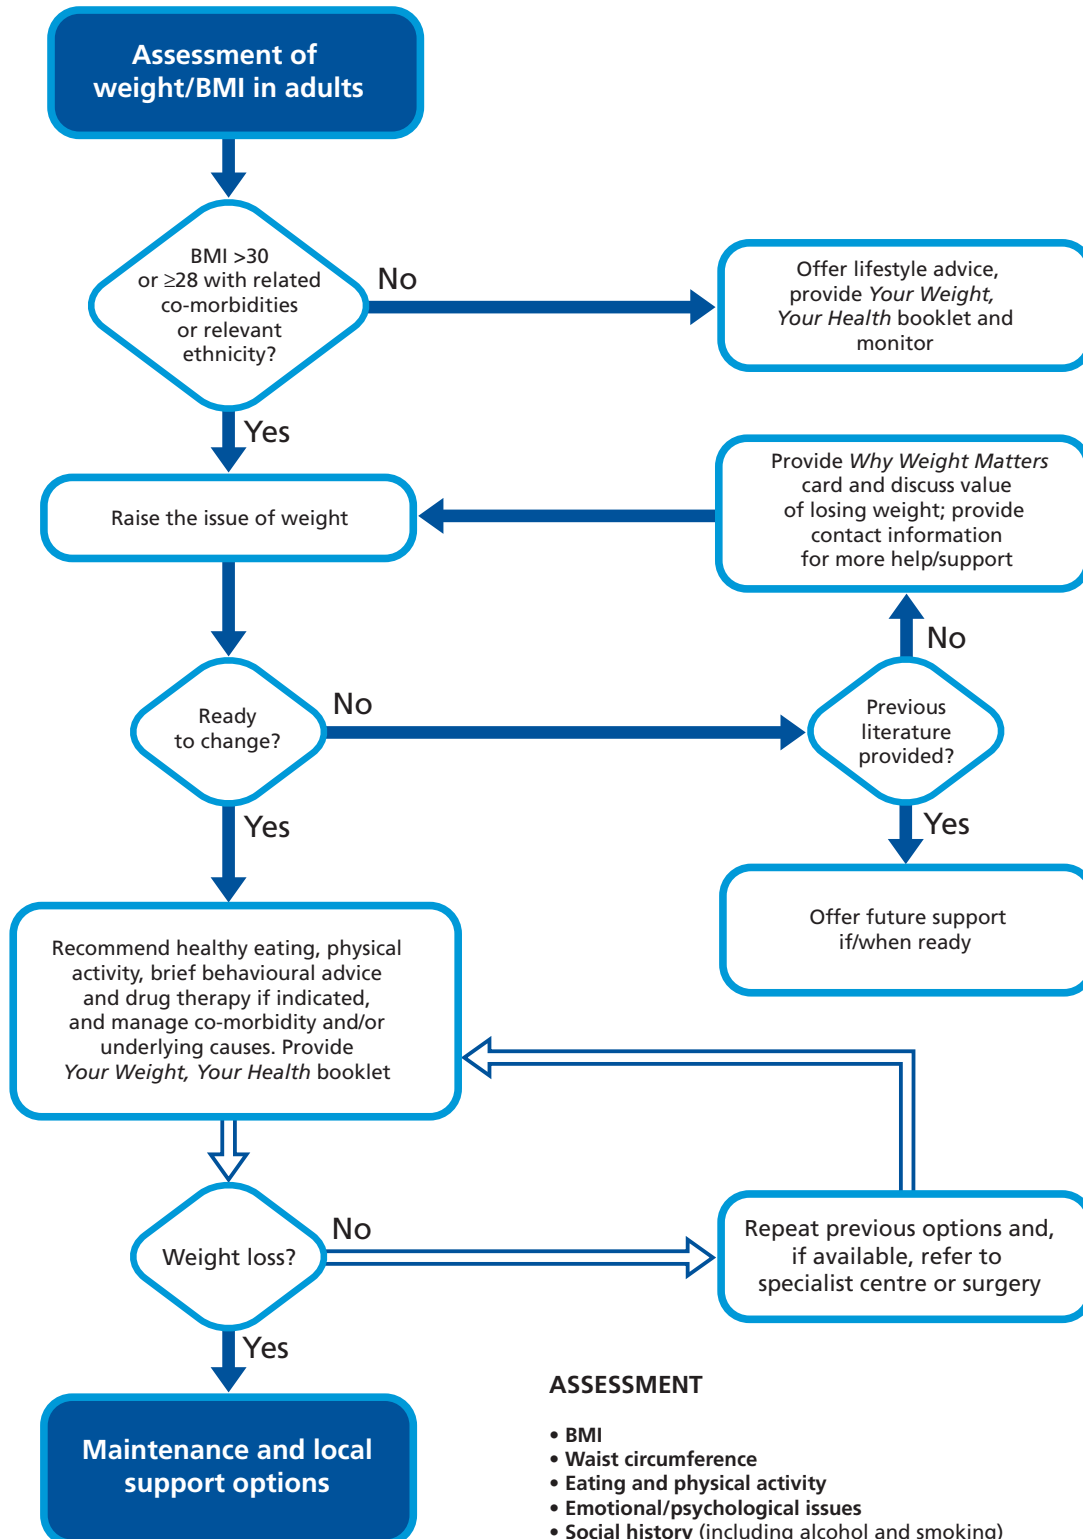 Assessment of
weight/BMI in adults
BMI >30
or ≥28 with related
co-morbidities
or relevant
ethnicity?
No
Offer lifestyle advice,
provide Your Weight,
Your Health booklet and
monitor
Yes
Raise the issue of weight
Provide Why Weight Matters
card and discuss value
of losing weight; provide
contact information
for more help/support
No
Ready
to change?
No
Previous
literature
provided?
Yes
Yes
Offer future support
if/when ready
Recommend healthy eating, physical
activity, brief behavioural advice
and drug therapy if indicated,
and manage co-morbidity and/or
underlying causes. Provide
Your Weight, Your Health booklet
Weight loss?
No
Repeat previous options and,
if available, refer to
specialist centre or surgery
Yes
Maintenance and local
support options
ASSESSMENT
• BMI
• Waist circumference
• Eating and physical activity
• Emotional/psychological issues
• Social history (including alcohol and smoking)